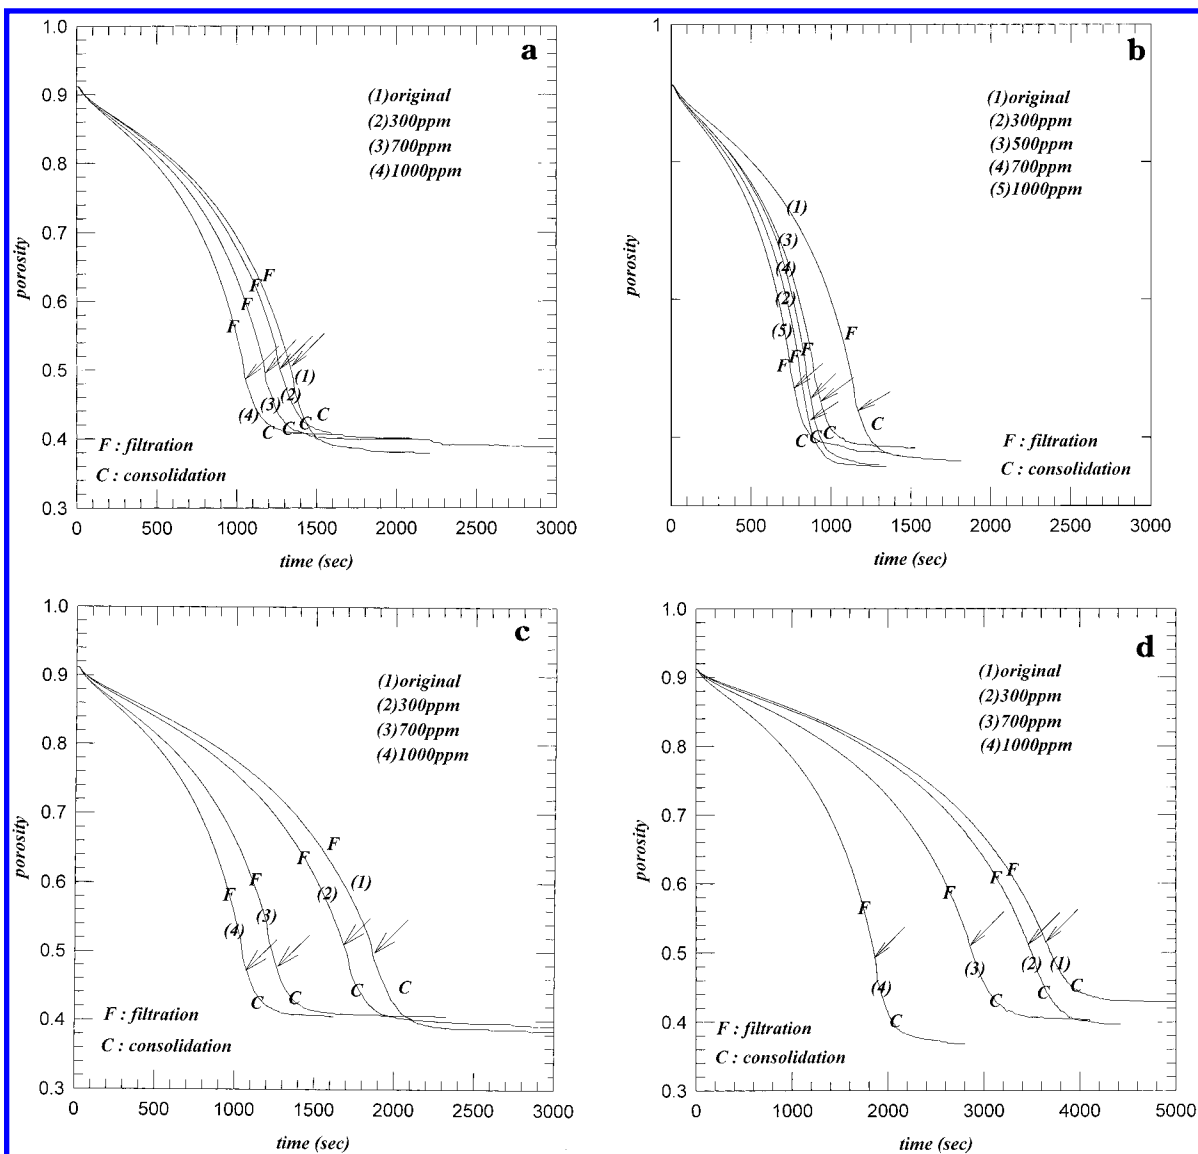 a
1.0
0.9
0.8
0.7
0.6
0.5
0.4
0.3
porosity
(1)original
(2)300ppm
(3)700ppm
(4)1000ppm
F
F
F
F
(1)
(2)
(3)
(4)
C
C
C
C
F : filtration
C : consolidation
0 500 1000 1500 2000 2500 3000
time (sec)
b
1
porosity
(1)original
(2)300ppm
(3)500ppm
(4)700ppm
(5)1000ppm
(1)
(3)
(4)
(2)
(5)
F
F
F
F
C
C
C
C
F : filtration
C : consolidation
0 500 1000 1500 2000 2500 3000
time (sec)
c
1.0
0.9
0.8
0.7
0.6
0.5
0.4
0.3
porosity
(1)original
(2)300ppm
(3)700ppm
(4)1000ppm
F
F
F
F
(1)
(2)
(3)
(4)
C
C
C
C
F : filtration
C : consolidation
0 500 1000 1500 2000 2500 3000
time (sec)
d
1.0
0.9
0.8
0.7
0.6
0.5
0.4
0.3
porosity
(1)original
(2)300ppm
(3)700ppm
(4)1000ppm
F
F
F
F
(1)
(2)
(3)
(4)
C
C
C
C
F : filtration
C : consolidation
0 1000 2000 3000 4000 5000
time (sec)